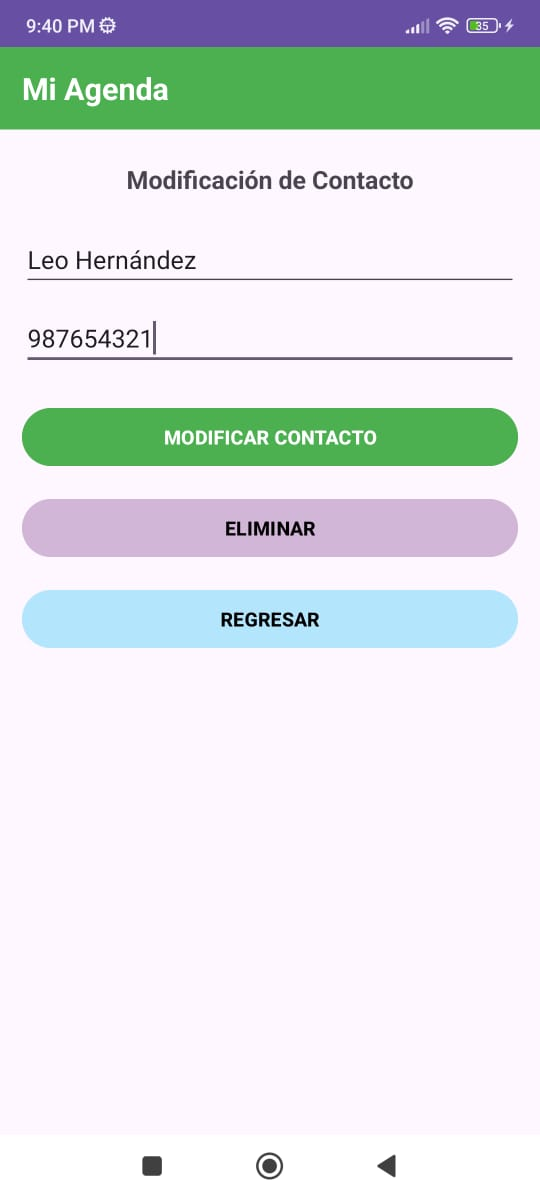 9:40 PM
35
Mi Agenda
Modificación de Contacto
Leo Hernández
987654321
MODIFICAR CONTACTO
ELIMINAR
REGRESAR